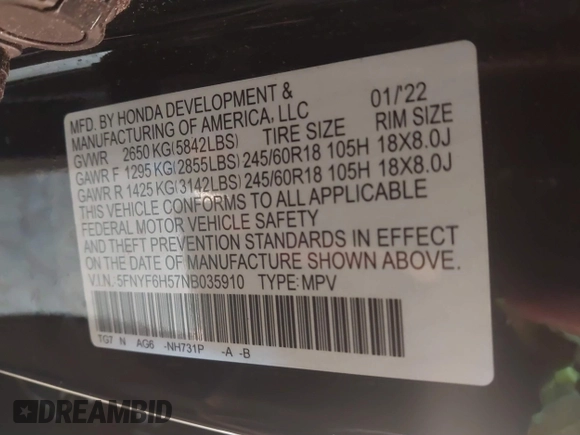 MFD. BY HONDA DEVELOPMENT &
MANUFACTURING OF AMERICA, LLC 01/'22
GVWR 2650 KG(5842LBS) TIRE SIZE RIM SIZE
GAWR F 1295 KG(2855LBS) 245/60R18 105H 18X8.0J
GAWR R 1425 KG(3142LBS) 245/60R18 105H 18X8.0J
THIS VEHICLE CONFORMS TO ALL APPLICABLE
FEDERAL MOTOR VEHICLE SAFETY
AND THEFT PREVENTION STANDARDS IN EFFECT
ON THE DATE OF MANUFACTURE SHOWN ABOVE.
V.I.N. 5FNYF6H57NB035910 TYPE: MPV
TG7 N AG6 -NH731P -A -B
DREAMBID